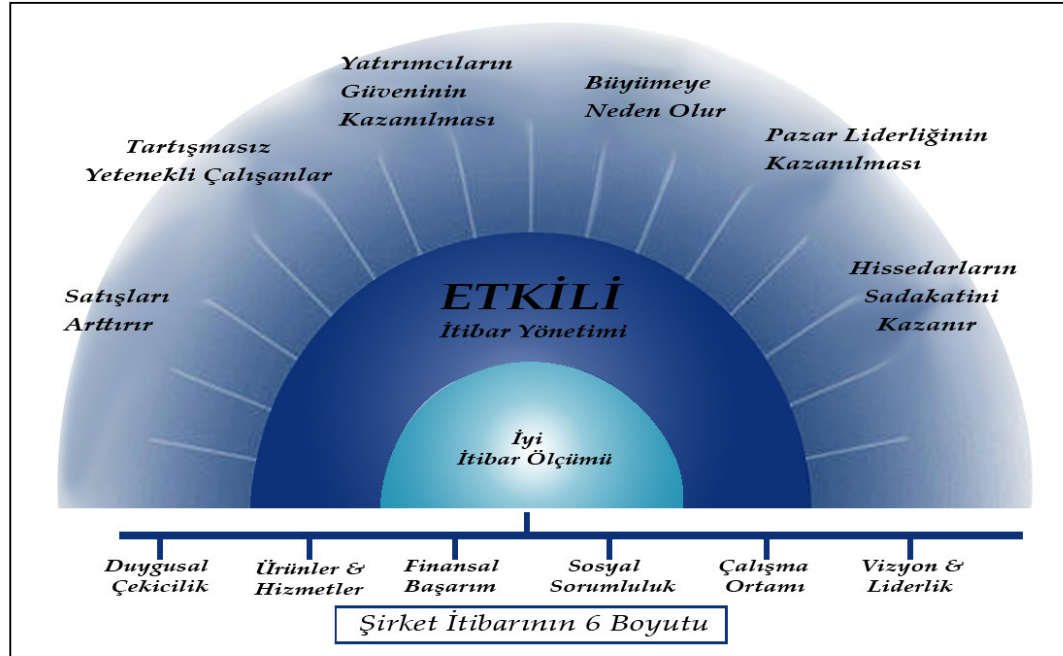 Yatırımcıların
Güveninin
Kazanılması
Büyümeye
Neden Olur
Tartışmasız
Yetenekli Çalışanlar
Pazar Liderliğinin
Kazanılması
Satışları
Arttırır
Hissedarların
Sadakatini
Kazanır
ETKİLİ
İtibar Yönetimi
İyi
İtibar Ölçümü
Duygusal
Çekicilik
Ürünler &
Hizmetler
Finansal
Başarım
Sosyal
Sorumluluk
Çalışma
Ortamı
Vizyon &
Liderlik
Şirket İtibarının 6 Boyutu